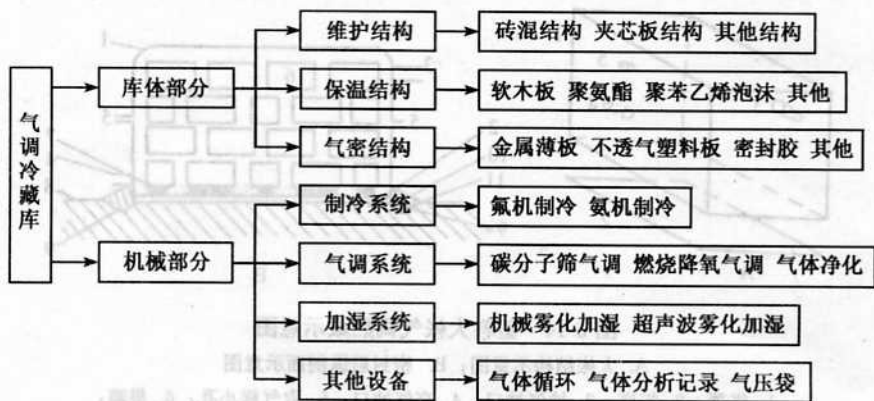 气调冷藏库
库体部分
维护结构
砖混结构 夹芯板结构 其他结构
保温结构
软木板 聚氨酯 聚苯乙烯泡沫 其他
气密结构
金属薄板 不透气塑料板 密封胶 其他
机械部分
制冷系统
氟机制冷 氨机制冷
气调系统
碳分子筛气调 燃烧降氧气调 气体净化
加湿系统
机械雾化加湿 超声波雾化加湿
其他设备
气体循环 气体分析记录 气压袋